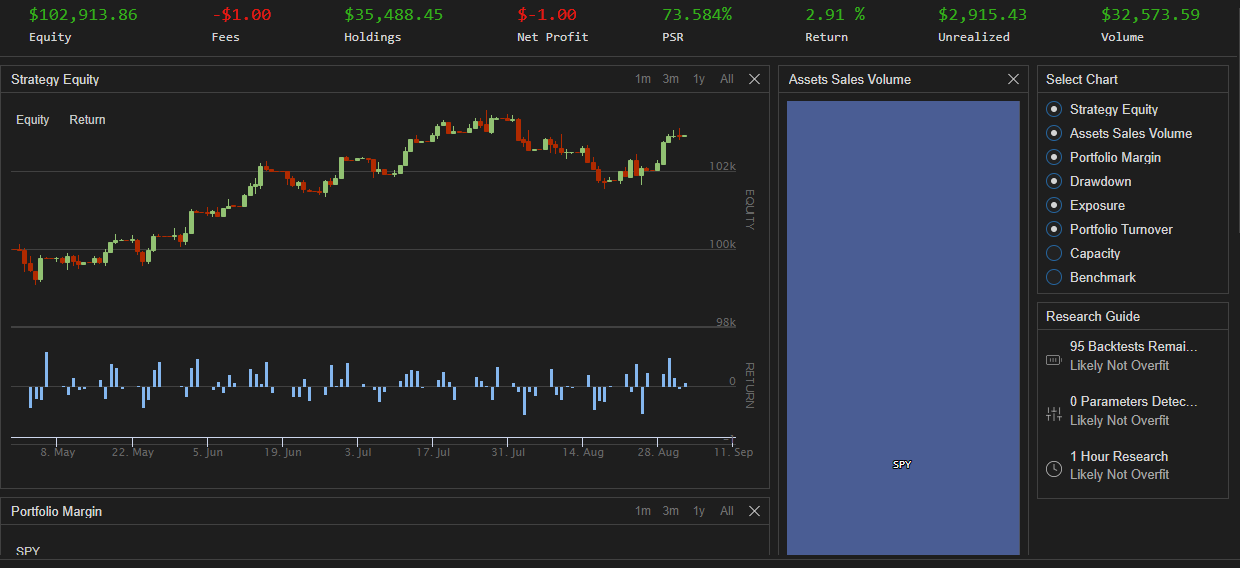 $102,913.86 -$1.00 $35,488.45 $-1.00 73.584% 2.91 % $2,915.43 $32,573.59
Equity Fees Holdings Net Profit PSR Return Unrealized Volume
Strategy Equity 1m 3m 1y All
Equity Return
102k
EQUITY
100k
98k
0
RETURN
-1
8. May 22. May 5. Jun 19. Jun 3. Jul 17. Jul 31. Jul 14. Aug 28. Aug 11. Sep
Portfolio Margin 1m 3m 1y All
SPY
Assets Sales Volume
SPY
Select Chart
Strategy Equity
Assets Sales Volume
Portfolio Margin
Drawdown
Exposure
Portfolio Turnover
Capacity
Benchmark
Research Guide
95 Backtests Remai...
Likely Not Overfit
0 Parameters Detec...
Likely Not Overfit
1 Hour Research
Likely Not Overfit